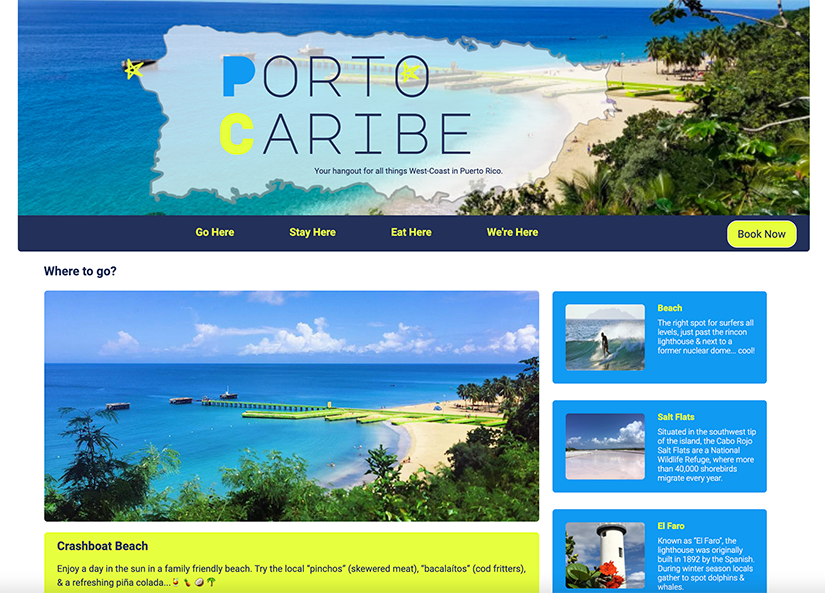 PORTO
CARIBE
Your hangout for all things West-Coast in Puerto Rico.
Go Here
Stay Here
Eat Here
We're Here
Book Now
Where to go?
Crashboat Beach
Enjoy a day in the sun in a family friendly beach. Try the local "pinchos" (skewered meat), "bacalaítos" (cod fritters),
& a refreshing piña colada...🍹 🍢 🥥 🌴
Beach
The right spot for surfers all
levels, just past the rincon
lighthouse & next to a
former nuclear dome... cool!
Salt Flats
Situated in the southwest tip
of the island, the Cabo Rojo
Salt Flats are a National
Wildlife Refuge, where more
than 40,000 shorebirds
migrate every year.
El Faro
Known as "El Faro", the
lighthouse was originally
built in 1892 by the Spanish.
During winter season locals
gather to spot dolphins &
whales.